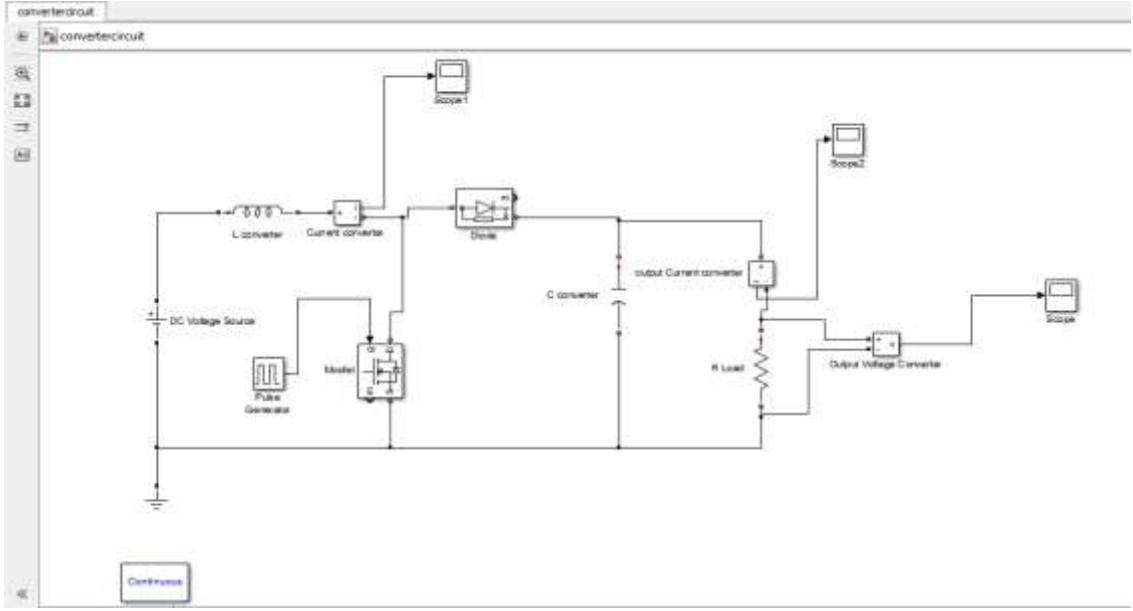 convertercircuit
convertercircuit
Scope1
Scope2
L converter
Current converter
Diode
output Current converter
C converter
Scope
DC Voltage Source
Mosfet
R Load
Output Voltage Converter
Pulse
Generator
Continuous